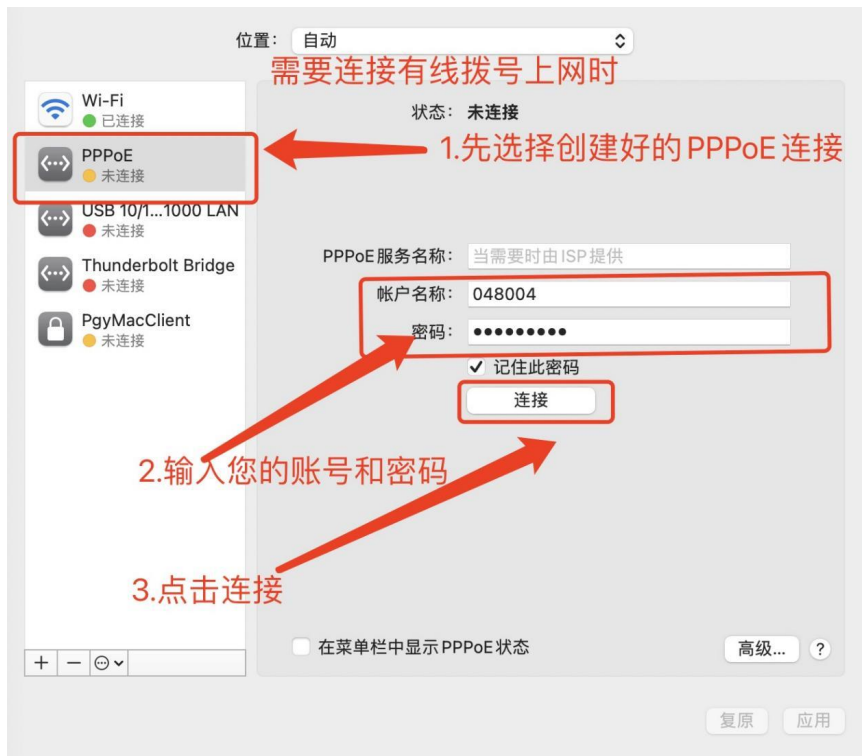 位置： 自动
需要连接有线拨号上网时
Wi-Fi
已连接
状态： 未连接
1.先选择创建好的PPPoE连接
PPPoE
未连接
USB 10/1...1000 LAN
未连接
PPPoE服务名称： 当需要时由ISP提供
Thunderbolt Bridge
未连接
帐户名称： 048004
PgyMacClient
未连接
密码： •••••••••
记住此密码
连接
2.输入您的账号和密码
3.点击连接
在菜单栏中显示PPPoE状态
高级... ?
复原 应用